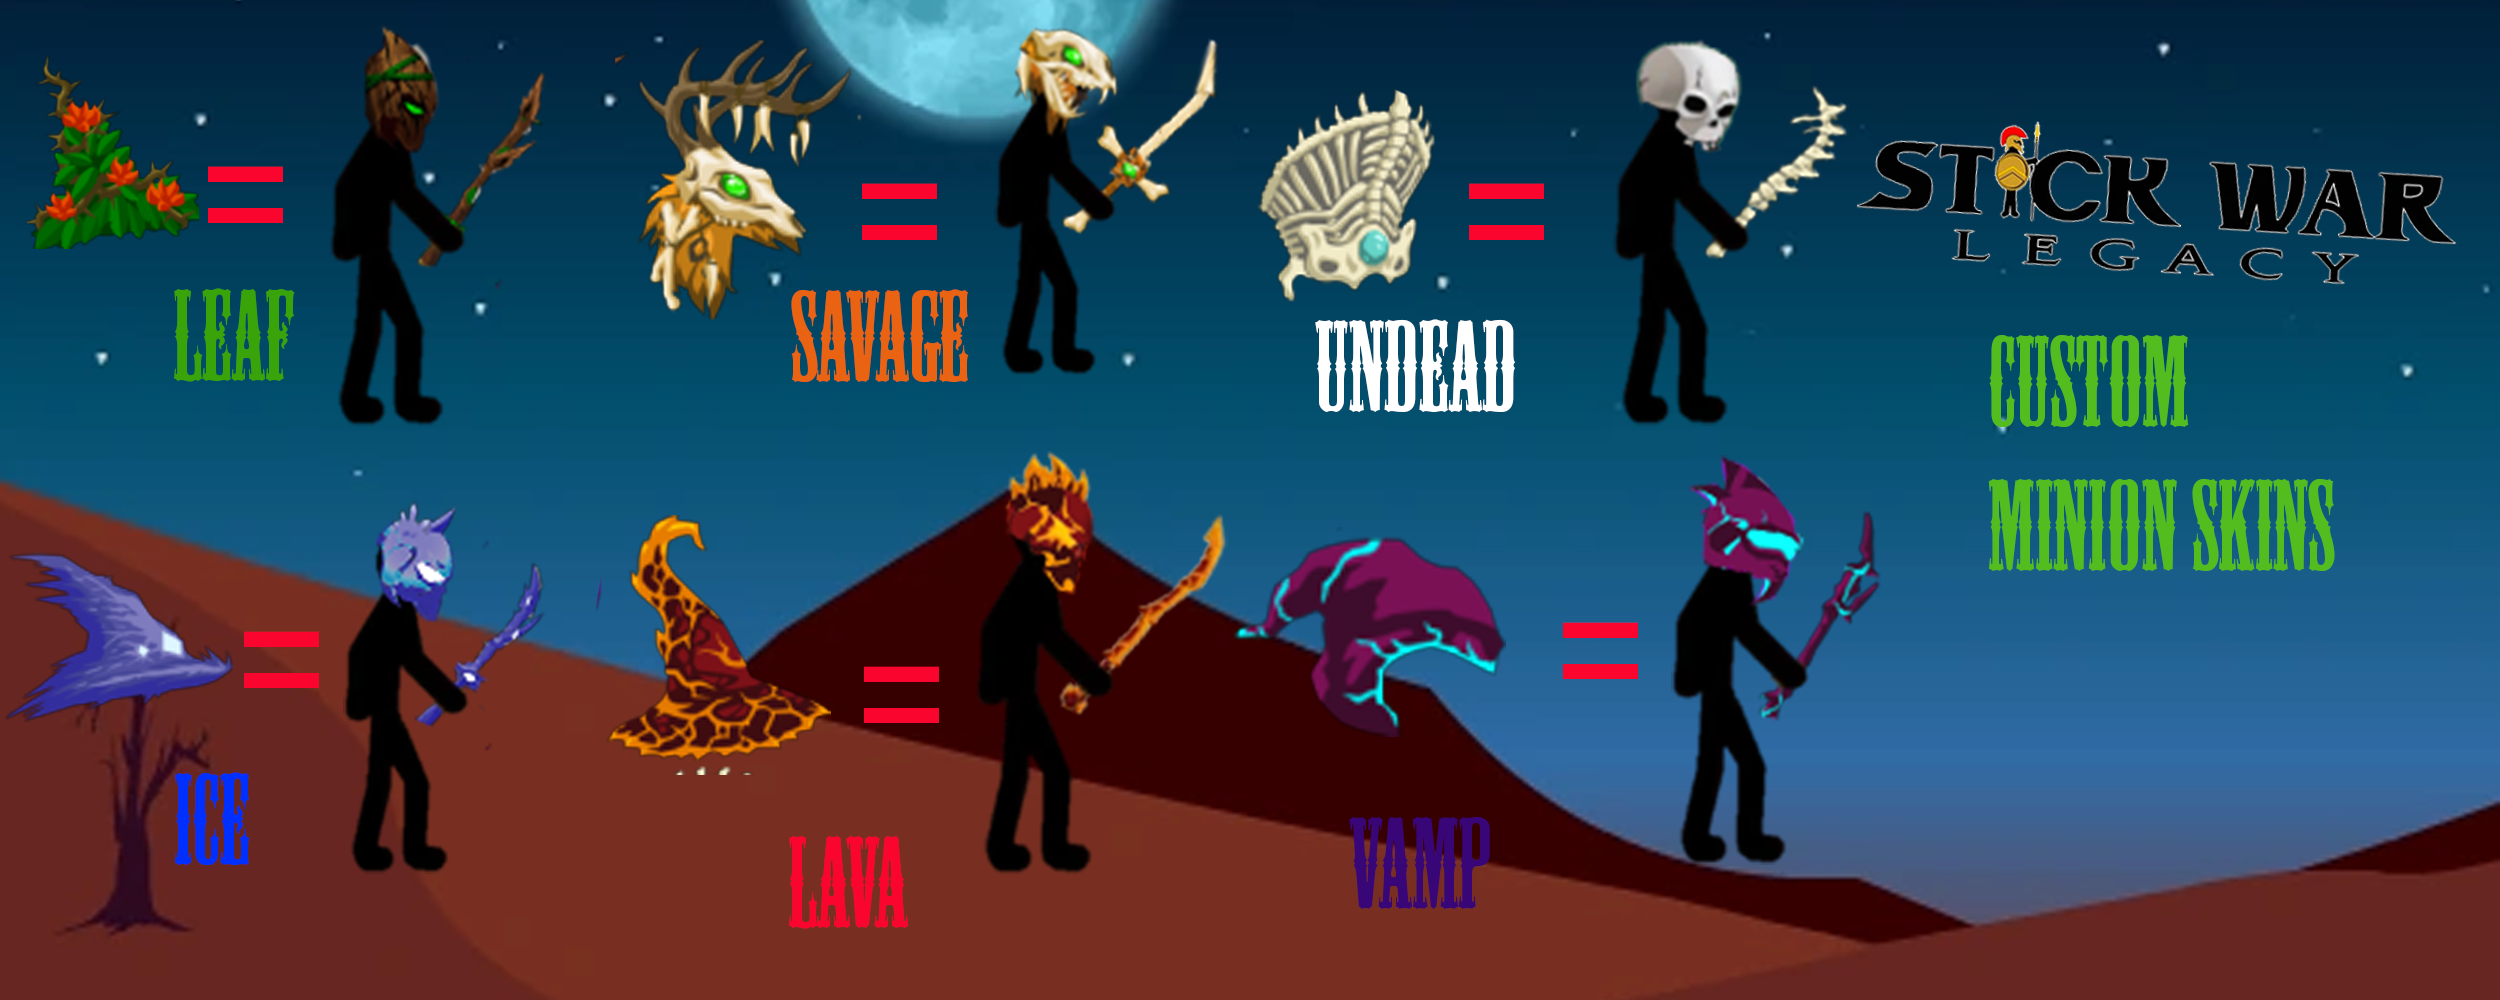 STICK WAR
LEGACY
LEAF
SAVAGE
UNDEAD
CUSTOM
MINION SKINS
ICE
LAVA
VAMP